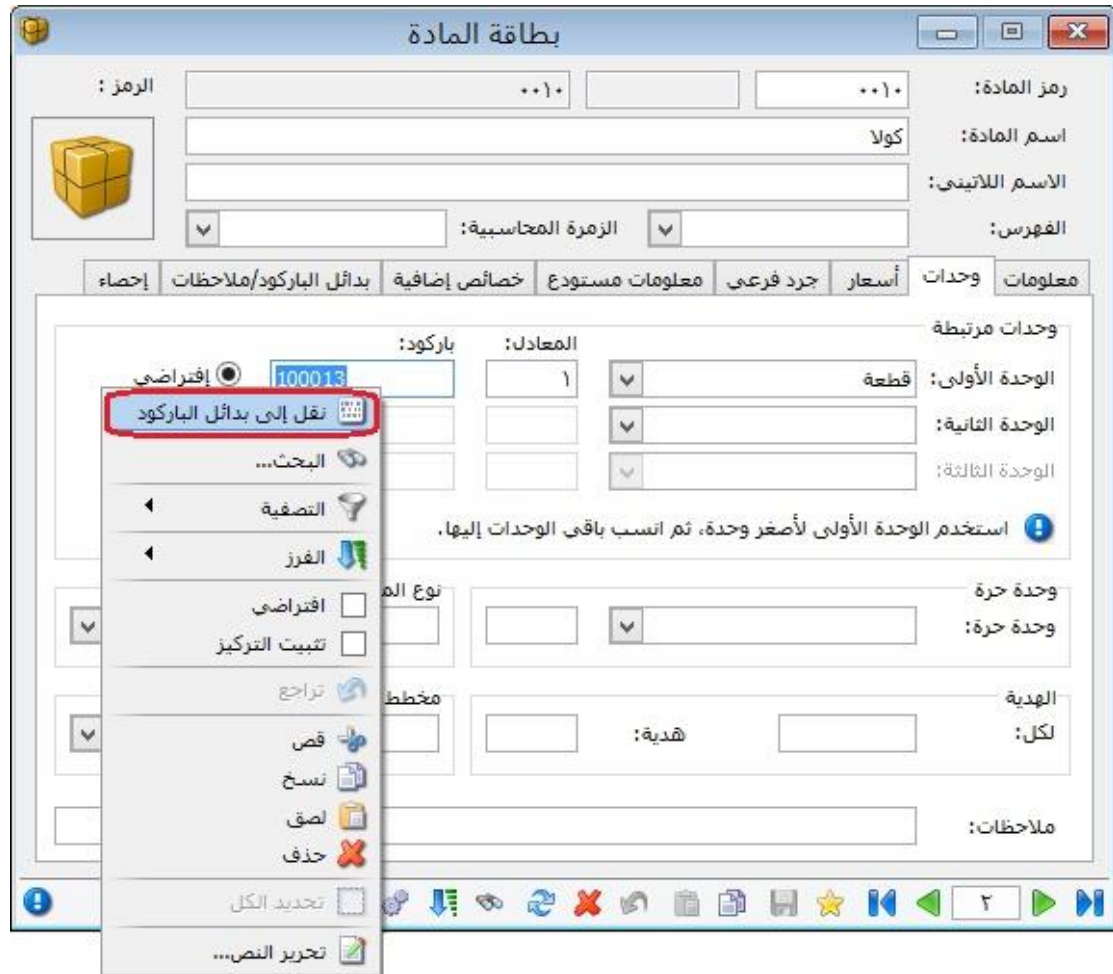 بطاقة المادة
رمز المادة: ٠٠١٠ ٠٠١٠ الرمز :
اسم المادة: كولا
الاسم اللاتيني:
الفهرس: الزمرة المحاسبية:
معلومات وحدات أسعار جرد فرعي معلومات مستودع خصائص إضافية بدائل الباركود/ملاحظات إحصاء
وحدات مرتبطة
المعادل: باركود:
الوحدة الأولى: قطعة ١ 100013 إفتراضي
الوحدة الثانية:
الوحدة الثالثة:
استخدم الوحدة الأولى لأصغر وحدة، ثم انسب باقي الوحدات إليها.
وحدة حرة
وحدة حرة:
نوع
الهدية
لكل: هدية:
مخطط
ملاحظات:
نقل إلى بدائل الباركود
البحث...
التصفية
الفرز
افتراضي
تثبيت التركيز
تراجع
قص
نسخ
لصق
حذف
تحديد الكل
تحرير النص...
٢